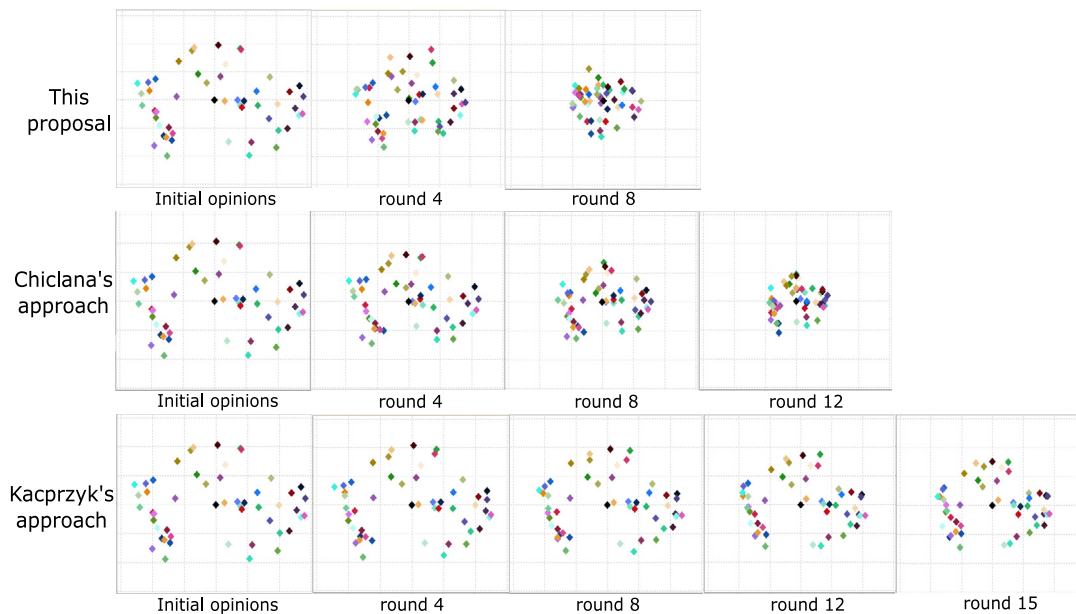 This
proposal
Initial opinions
round 4
round 8
Chiclana's
approach
Initial opinions
round 4
round 8
round 12
Kacprzyk's
approach
Initial opinions
round 4
round 8
round 12
round 15